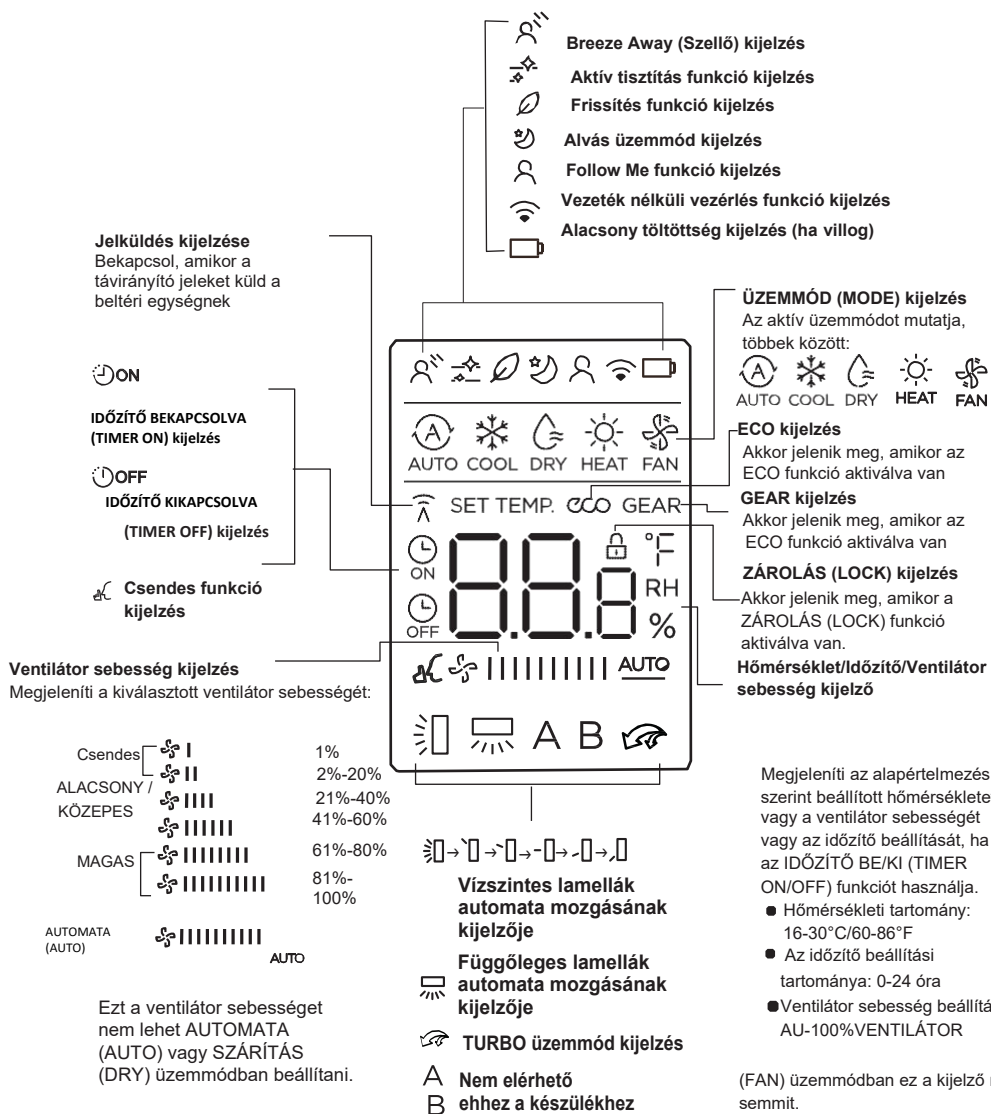 Breeze Away (Szellő) kijelzés
Aktív tisztítás funkció kijelzés
Frissítés funkció kijelzés
Alvás üzemmód kijelzés
Follow Me funkció kijelzés
Vezeték nélküli vezérlés funkció kijelzés
Alacsony töltöttség kijelzés (ha villog)
Jelküldés kijelzése
Bekapcsol, amikor a
távirányító jeleket küld a
beltéri egységnek
ON
IDŐZÍTŐ BEKAPCSOLVA
(TIMER ON) kijelzés
OFF
IDŐZÍTŐ KIKAPCSOLVA
(TIMER OFF) kijelzés
Csendes funkció
kijelzés
Ventilátor sebesség kijelzés
Megjeleníti a kiválasztott ventilátor sebességét:
Csendes
ALACSONY /
KÖZEPES
MAGAS
1%
2%-20%
21%-40%
41%-60%
61%-80%
81%-
100%
AUTOMATA
(AUTO)
AUTO
Ezt a ventilátor sebességet
nem lehet AUTOMATA
(AUTO) vagy SZÁRÍTÁS
(DRY) üzemmódban beállítani.
A
AUTO COOL DRY HEAT FAN
SET TEMP. eco GEAR
ON
OFF
88.8
°F
RH
%
AUTO
A B
Vízszintes lamellák
automata mozgásának
kijelzője
Függőleges lamellák
automata mozgásának
kijelzője
TURBO üzemmód kijelzés
A Nem elérhető
B ehhez a készülékhez
ÜZEMMÓD (MODE) kijelzés
Az aktív üzemmódot mutatja,
többek között:
A
AUTO COOL DRY HEAT FAN
ECO kijelzés
Akkor jelenik meg, amikor az
ECO funkció aktiválva van
GEAR kijelzés
Akkor jelenik meg, amikor az
ECO funkció aktiválva van
ZÁROLÁS (LOCK) kijelzés
Akkor jelenik meg, amikor a
ZÁROLÁS (LOCK) funkció
aktiválva van.
Hőmérséklet/Időzítő/Ventilátor
sebesség kijelző
Megjeleníti az alapértelmezés
szerint beállított hőmérséklete
vagy a ventilátor sebességét
vagy az időzítő beállítását, ha
az IDŐZÍTŐ BE/KI (TIMER
ON/OFF) funkciót használja.
● Hőmérsékleti tartomány:
16-30°C/60-86°F
● Az időzítő beállítási
tartománya: 0-24 óra
● Ventilátor sebesség beállítá
AU-100%VENTILÁTOR
(FAN) üzemmódban ez a kijelző
semmit.